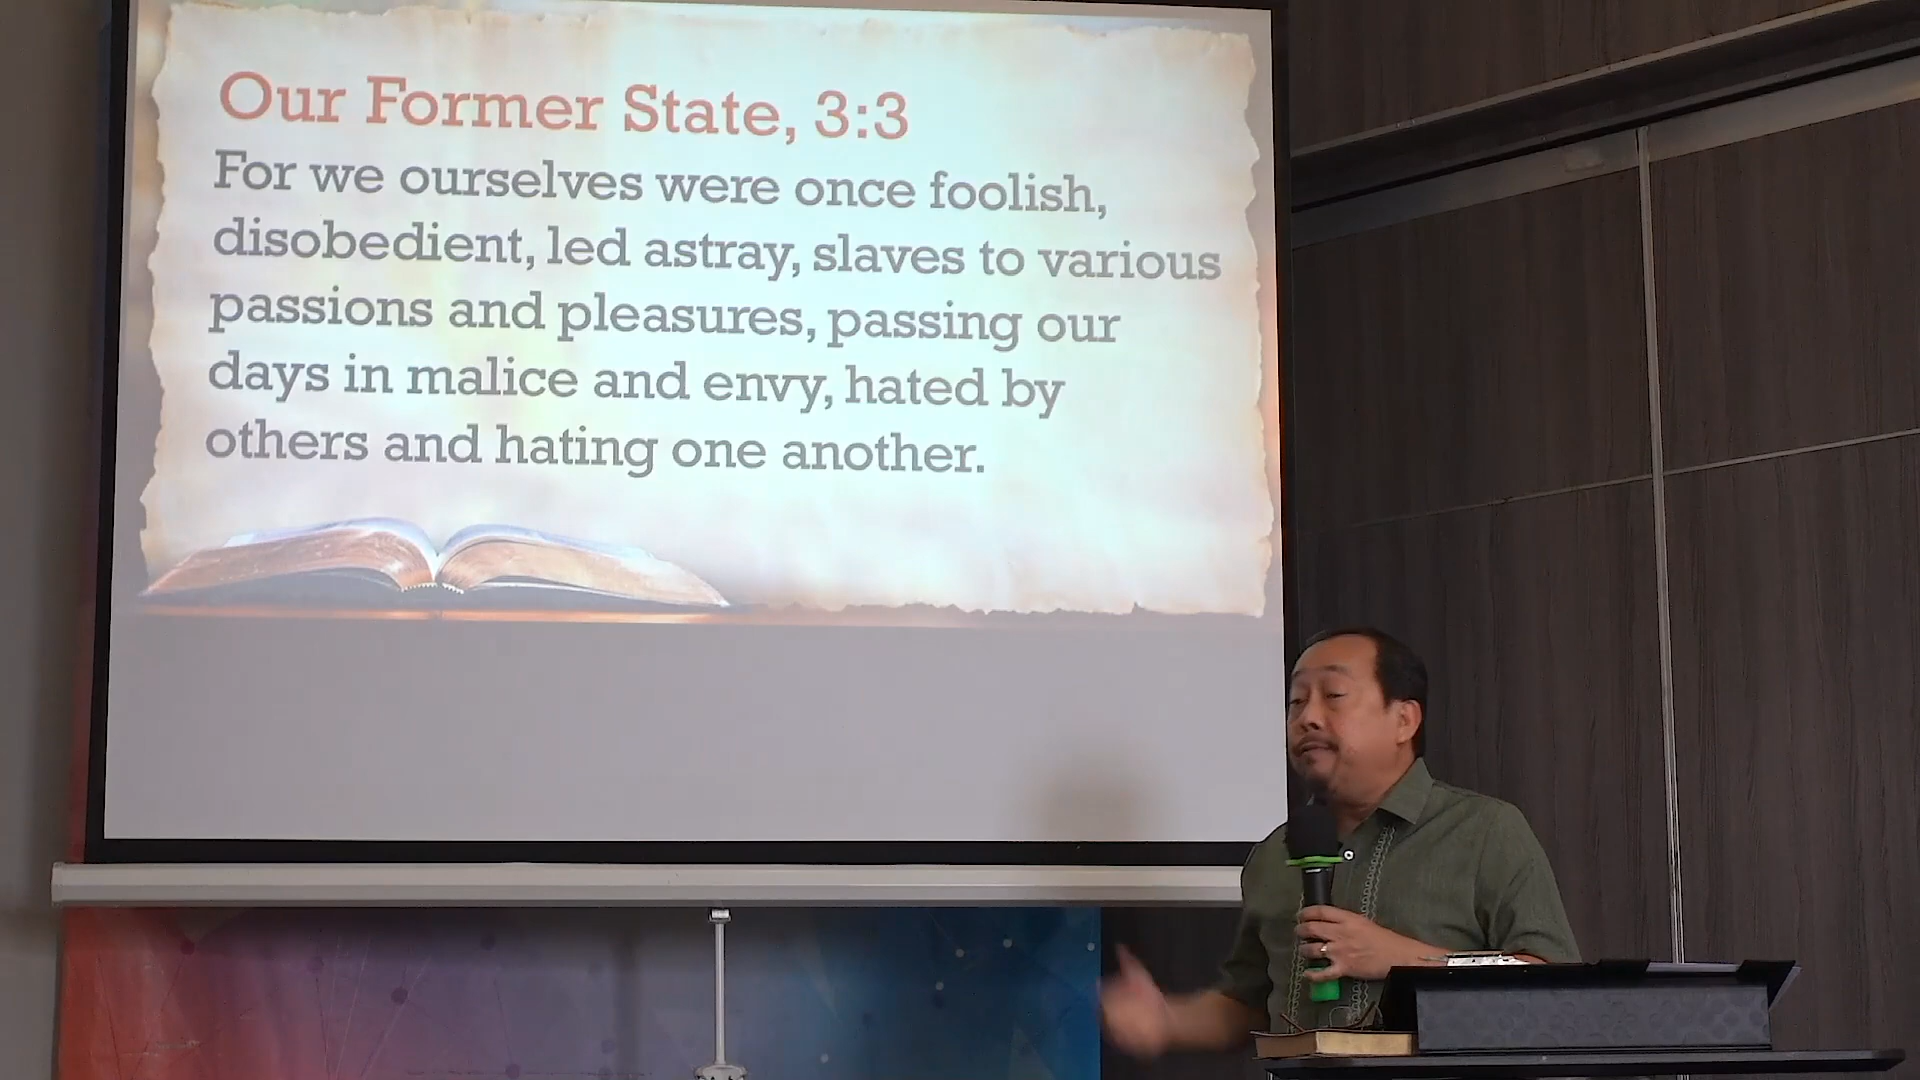 Our Former State, 3:3
For we ourselves were once foolish,
disobedient, led astray, slaves to various
passions and pleasures, passing our
days in malice and envy, hated by
others and hating one another.